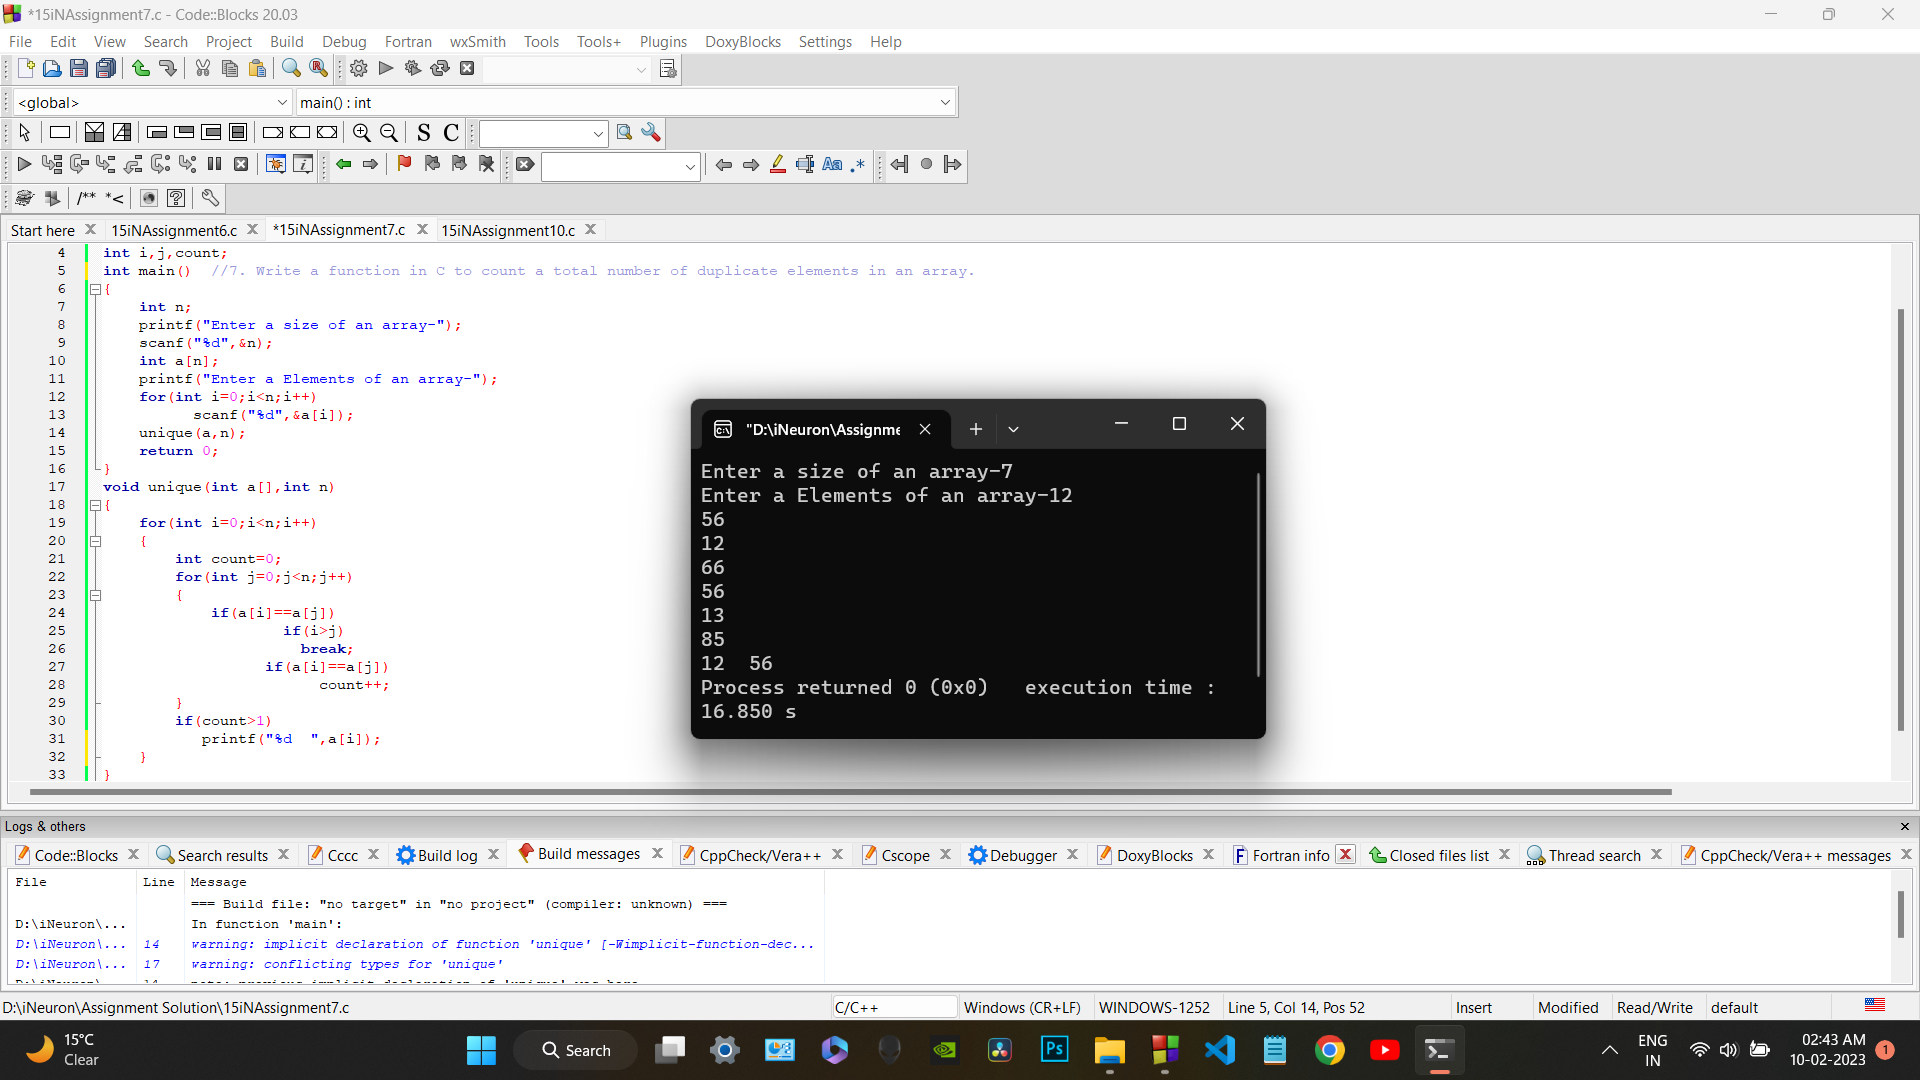 *15iNAssignment7.c - Code::Blocks 20.03
File Edit View Search Project Build Debug Fortran wxSmith Tools Tools+ Plugins DoxyBlocks Settings Help
<global> main() : int
S C
Aa .*
/** *<
Start here 15iNAssignment6.c *15iNAssignment7.c 15iNAssignment10.c
4 int i,j,count;
5 int main() //7. Write a function in C to count a total number of duplicate elements in an array.
6 {
7 int n;
8 printf("Enter a size of an array-");
9 scanf("%d",&n);
10 int a[n];
11 printf("Enter a Elements of an array-");
12 for(int i=0;i<n;i++)
13 scanf("%d",&a[i]);
14 unique(a,n);
15 return 0;
16 }
17 void unique(int a[],int n)
18 {
19 for(int i=0;i<n;i++)
20 {
21 int count=0;
22 for(int j=0;j<n;j++)
23 {
24 if(a[i]==a[j])
25 if(i>j)
26 break;
27 if(a[i]==a[j])
28 count++;
29 }
30 if(count>1)
31 printf("%d  ",a[i]);
32 }
33 }
"D:\iNeuron\Assignme
Enter a size of an array-7
Enter a Elements of an array-12
56
12
66
56
13
85
12  56
Process returned 0 (0x0)   execution time :
16.850 s
Logs & others
Code::Blocks Search results Cccc Build log Build messages CppCheck/Vera++ Cscope Debugger DoxyBlocks Fortran info Closed files list Thread search CppCheck/Vera++ messages
File Line Message
=== Build file: "no target" in "no project" (compiler: unknown) ===
D:\iNeuron\... In function 'main':
D:\iNeuron\... 14 warning: implicit declaration of function 'unique' [-Wimplicit-function-dec...
D:\iNeuron\... 17 warning: conflicting types for 'unique'
D:\iNeuron\Assignment Solution\15iNAssignment7.c C/C++ Windows (CR+LF) WINDOWS-1252 Line 5, Col 14, Pos 52 Insert Modified Read/Write default
15°C
Clear
Search
Ps
ENG
IN
02:43 AM
10-02-2023
1